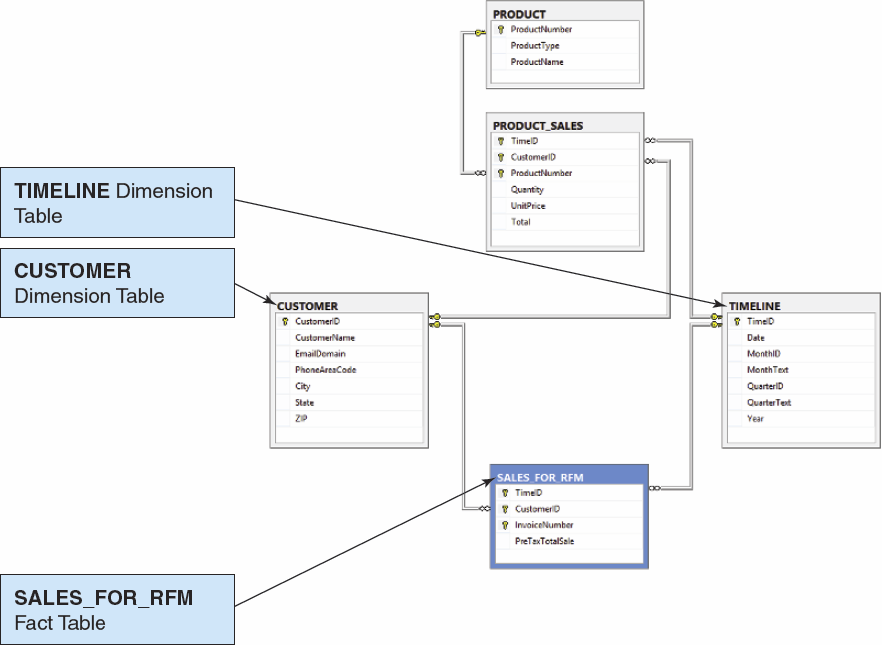 PRODUCT
ProductNumber
ProductType
ProductName
PRODUCT_SALES
TimeID
CustomerID
ProductNumber
Quantity
UnitPrice
Total
TIMELINE Dimension
Table
CUSTOMER
Dimension Table
CUSTOMER
CustomerID
CustomerName
EmailDomain
PhoneAreaCode
City
State
ZIP
TIMELINE
TimeID
Date
MonthID
MonthText
QuarterID
QuarterText
Year
SALES_FOR_RFM
TimeID
CustomerID
InvoiceNumber
PreTaxTotalSale
SALES_FOR_RFM
Fact Table